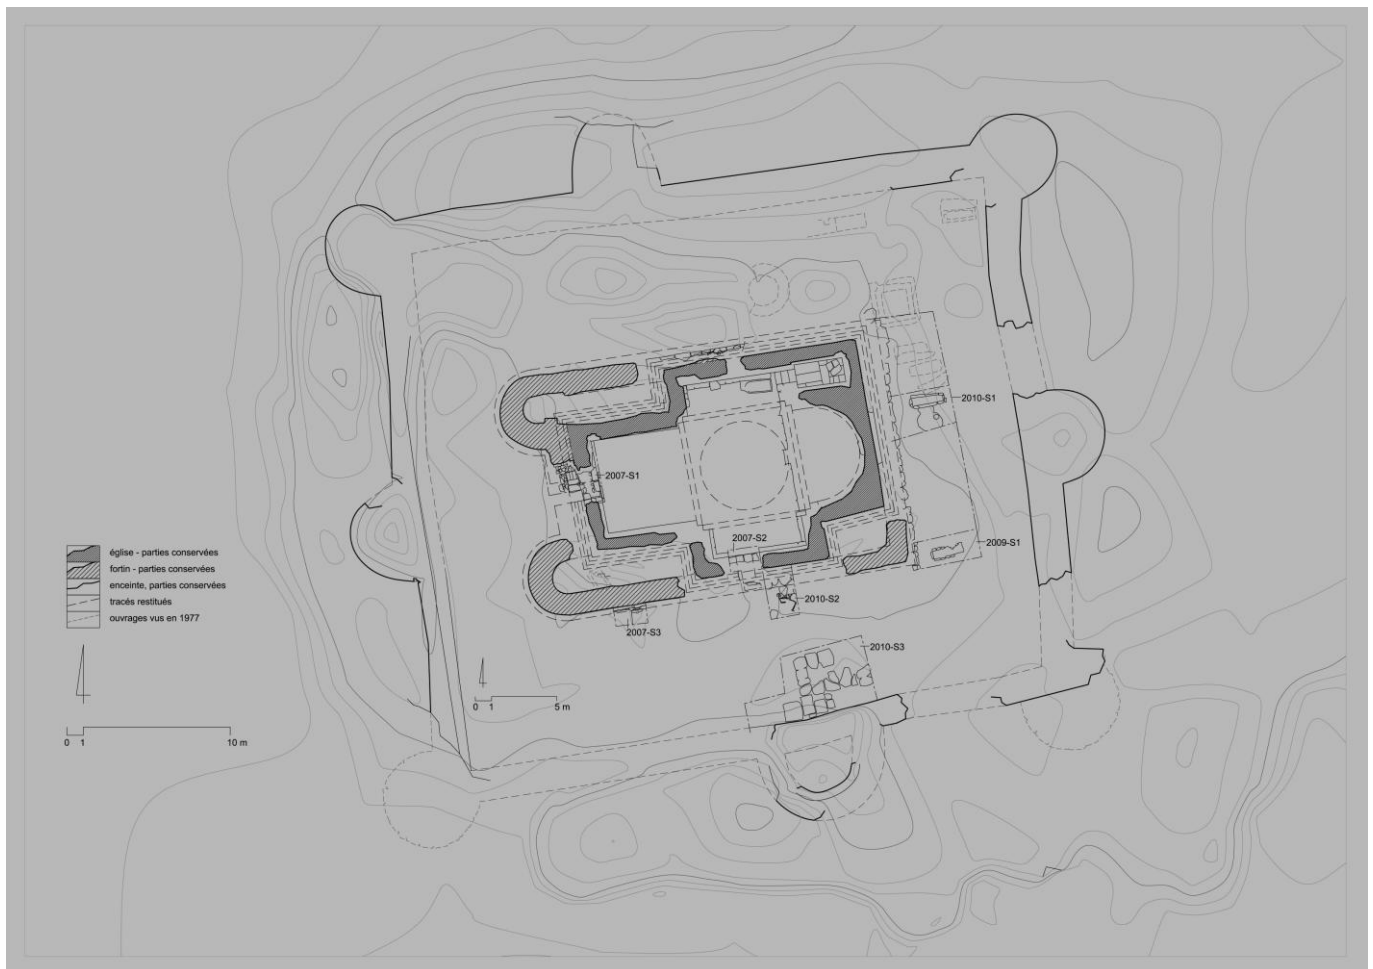 2010-S1
2007-S1
2007-S2
2009-S1
2010-S2
2007-S3
2010-S3
église - parties conservées
fortin - parties conservées
enceinte, parties conservées
tracés restitués
ouvrages vus en 1977
0 1 5 m
0 1 10 m